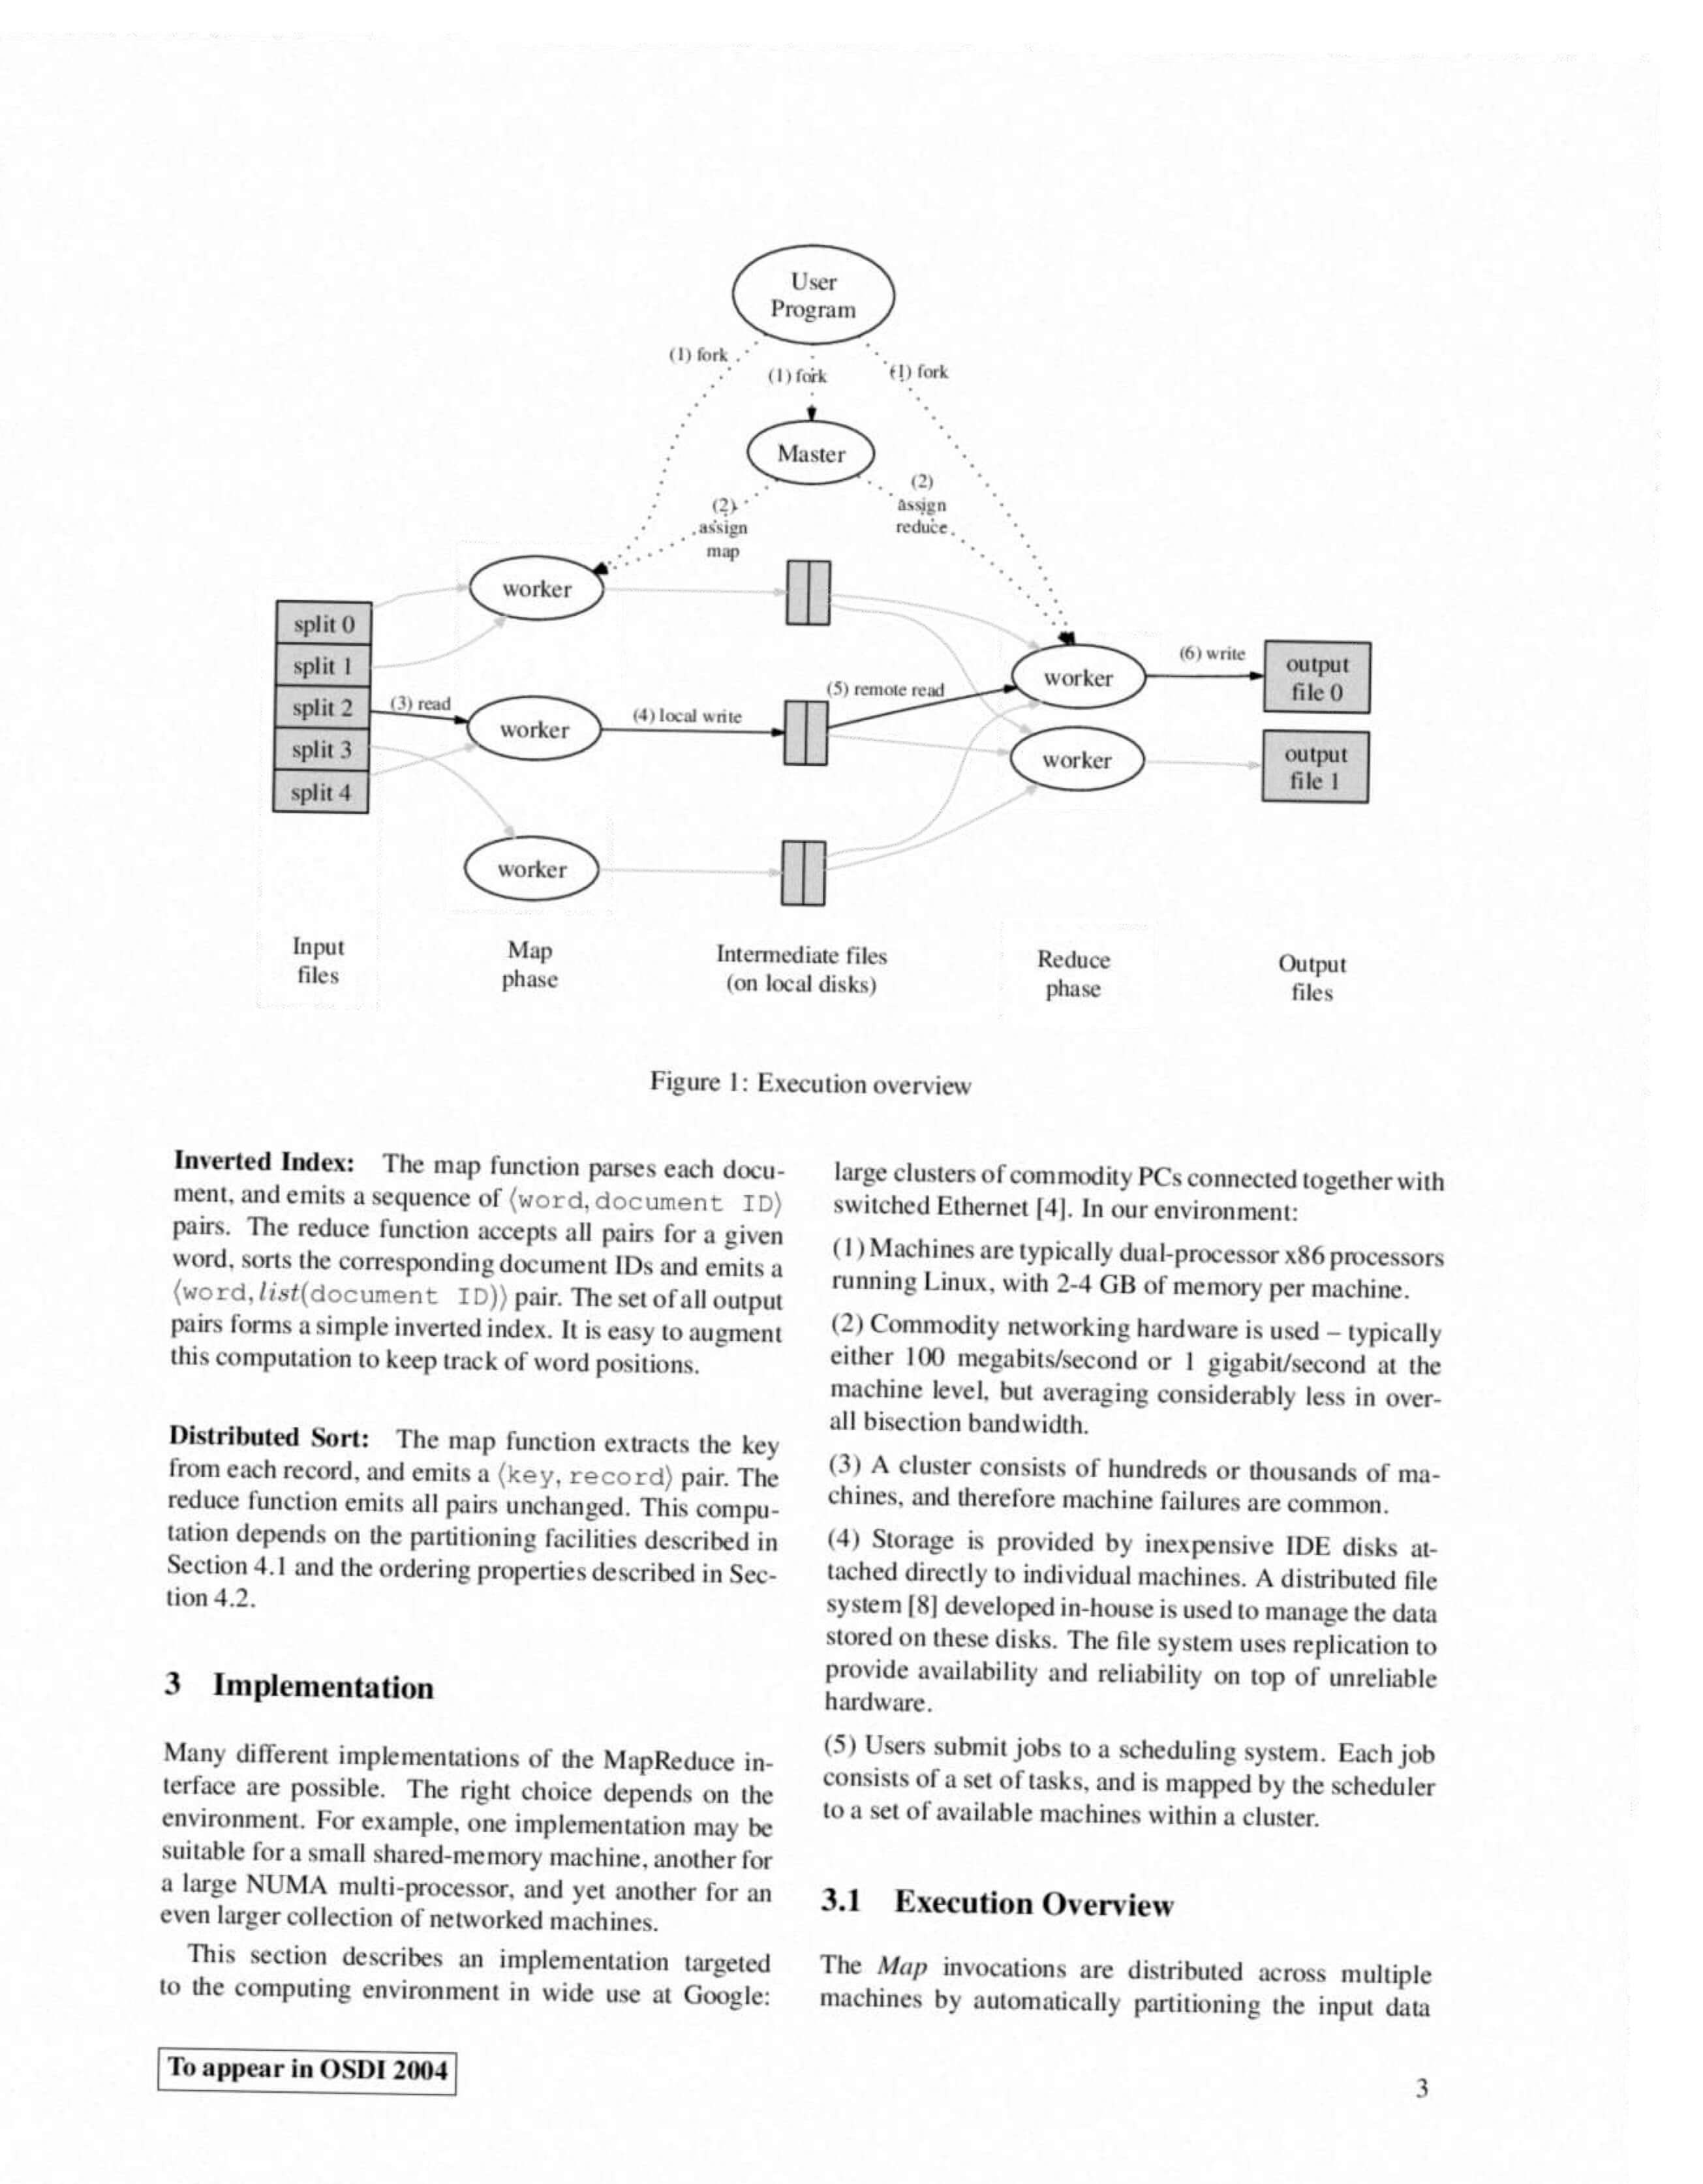 User
Program
(1) fork
(1) fork
(1) fork
Master
(2)
assign
map
(2)
assign
reduce
worker
split 0
split 1
split 2
split 3
split 4
(3) read
worker
(4) local write
(5) remote read
worker
(6) write
output
file 0
worker
output
file 1
worker
Input
files
Map
phase
Intermediate files
(on local disks)
Reduce
phase
Output
files
Figure 1: Execution overview
Inverted Index: The map function parses each docu-
ment, and emits a sequence of ⟨word, document ID⟩
pairs. The reduce function accepts all pairs for a given
word, sorts the corresponding document IDs and emits a
⟨word, list(document ID)⟩ pair. The set of all output
pairs forms a simple inverted index. It is easy to augment
this computation to keep track of word positions.
Distributed Sort: The map function extracts the key
from each record, and emits a ⟨key, record⟩ pair. The
reduce function emits all pairs unchanged. This compu-
tation depends on the partitioning facilities described in
Section 4.1 and the ordering properties described in Sec-
tion 4.2.
3 Implementation
Many different implementations of the MapReduce in-
terface are possible. The right choice depends on the
environment. For example, one implementation may be
suitable for a small shared-memory machine, another for
a large NUMA multi-processor, and yet another for an
even larger collection of networked machines.
This section describes an implementation targeted
to the computing environment in wide use at Google:
large clusters of commodity PCs connected together with
switched Ethernet [4]. In our environment:
(1) Machines are typically dual-processor x86 processors
running Linux, with 2-4 GB of memory per machine.
(2) Commodity networking hardware is used – typically
either 100 megabits/second or 1 gigabit/second at the
machine level, but averaging considerably less in over-
all bisection bandwidth.
(3) A cluster consists of hundreds or thousands of ma-
chines, and therefore machine failures are common.
(4) Storage is provided by inexpensive IDE disks at-
tached directly to individual machines. A distributed file
system [8] developed in-house is used to manage the data
stored on these disks. The file system uses replication to
provide availability and reliability on top of unreliable
hardware.
(5) Users submit jobs to a scheduling system. Each job
consists of a set of tasks, and is mapped by the scheduler
to a set of available machines within a cluster.
3.1 Execution Overview
The Map invocations are distributed across multiple
machines by automatically partitioning the input data
To appear in OSDI 2004
3